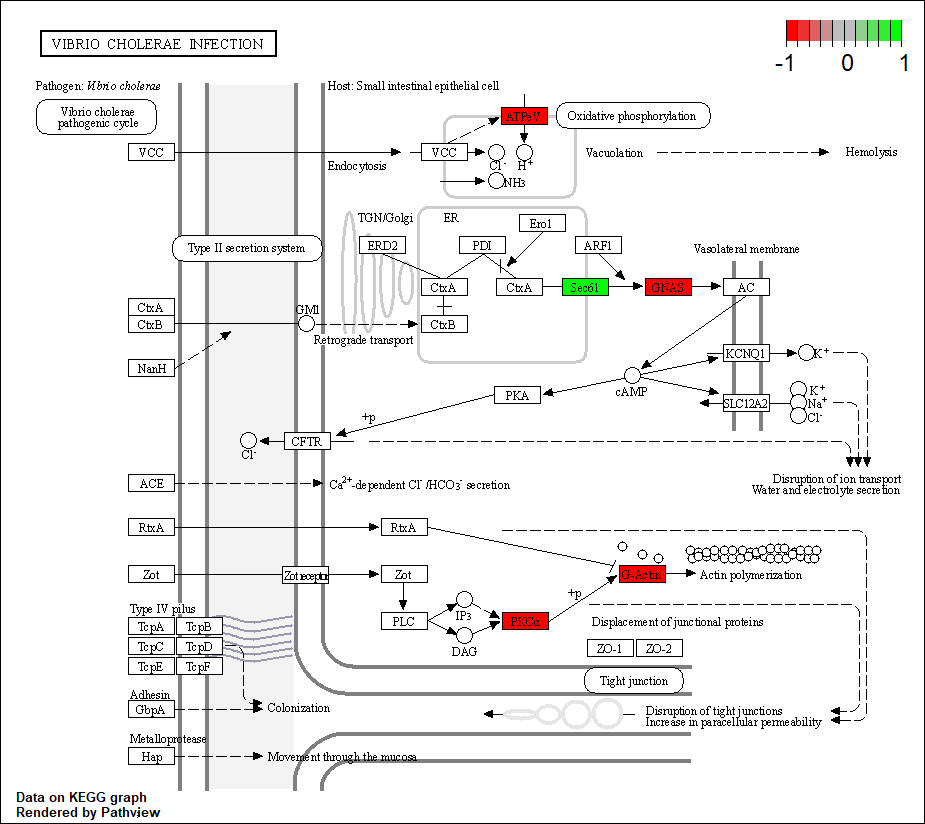 VIBRIO CHOLERAE INFECTION
-1 0 1
Pathogen: Vibrio cholerae
Host: Small intestinal epithelial cell
Vibrio cholerae
pathogenic cycle
ATPeV
Oxidative phosphorylation
VCC
Endocytosis
VCC
Cl-
H+
NH3
Vacuolation
Hemolysis
TGN/Golgi
ER
Ero1
Type II secretion system
ERD2
PDI
ARF1
Vasolateral membrane
CtxA
CtxA
Sec61
GNAS
AC
CtxA
CtxB
GM1
CtxB
Retrograde transport
NanH
KCNQ1
K+
cAMP
PKA
SLC12A2
K+
Na+
Cl-
+p
CFTR
Cl-
ACE
Ca2+-dependent Cl-/HCO3- secretion
Disruption of ion transport
Water and electrolyte secretion
RtxA
RtxA
Zot
Zot receptor
Zot
G-Actin
Actin polymerization
+p
Type IV pilus
TcpA
TcpB
TcpC
TcpD
TcpE
TcpF
PLC
IP3
DAG
PKCα
Displacement of junctional proteins
ZO-1
ZO-2
Tight junction
Adhesin
GbpA
Colonization
Disruption of tight junctions
Increase in paracellular permeability
Metalloprotease
Hap
Movement through the mucosa
Data on KEGG graph
Rendered by Pathview